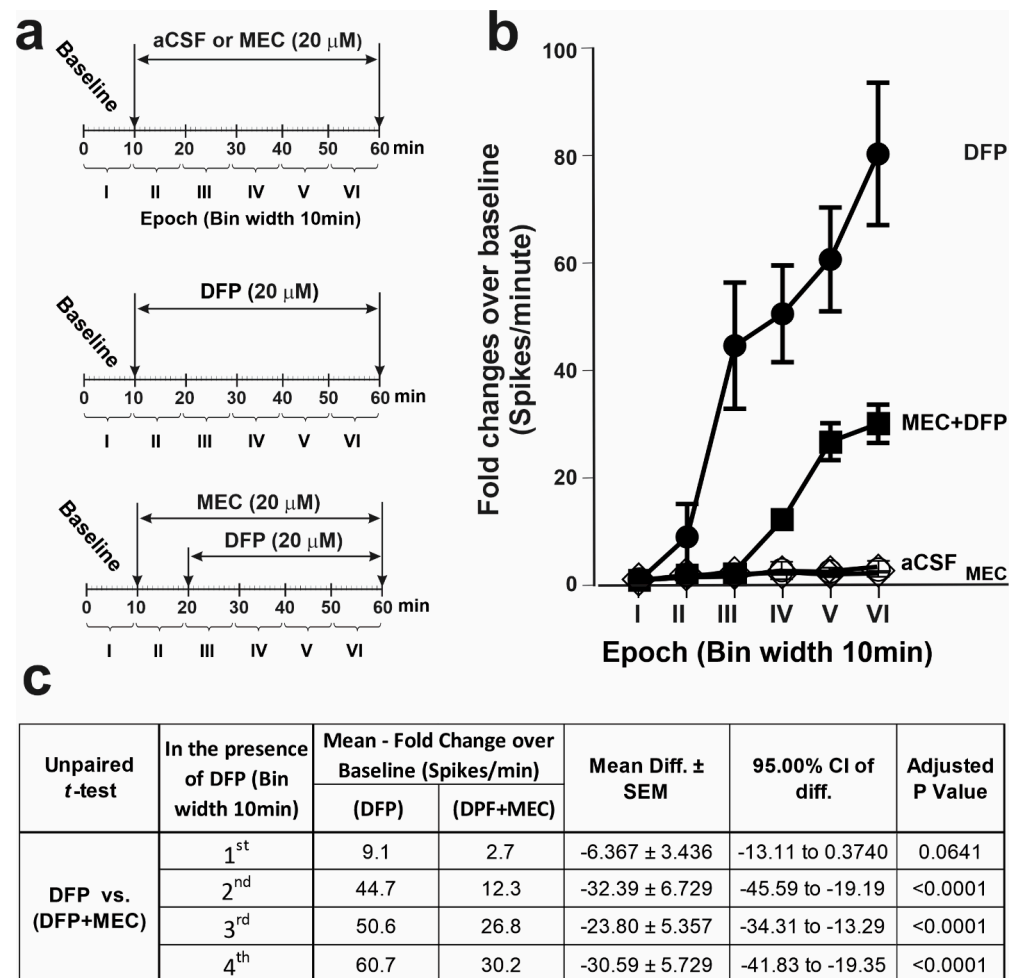 a
aCSF or MEC (20 μM)
Baseline
0 10 20 30 40 50 60 min
I II III IV V VI
Epoch (Bin width 10min)
DFP (20 μM)
Baseline
0 10 20 30 40 50 60 min
I II III IV V VI
MEC (20 μM)
DFP (20 μM)
Baseline
0 10 20 30 40 50 60 min
I II III IV V VI
b
Fold changes over baseline
(Spikes/minute)
100
80
60
40
20
0
DFP
MEC+DFP
aCSF
MEC
I II III IV V VI
Epoch (Bin width 10min)
c
Unpaired
t-test
In the presence
of DFP (Bin
width 10min)
Mean - Fold Change over
Baseline (Spikes/min)
(DFP) (DPF+MEC)
Mean Diff. ±
SEM
95.00% CI of
diff.
Adjusted
P Value
DFP vs.
(DFP+MEC)
1st 9.1 2.7 -6.367 ± 3.436 -13.11 to 0.3740 0.0641
2nd 44.7 12.3 -32.39 ± 6.729 -45.59 to -19.19 <0.0001
3rd 50.6 26.8 -23.80 ± 5.357 -34.31 to -13.29 <0.0001
4th 60.7 30.2 -30.59 ± 5.729 -41.83 to -19.35 <0.0001